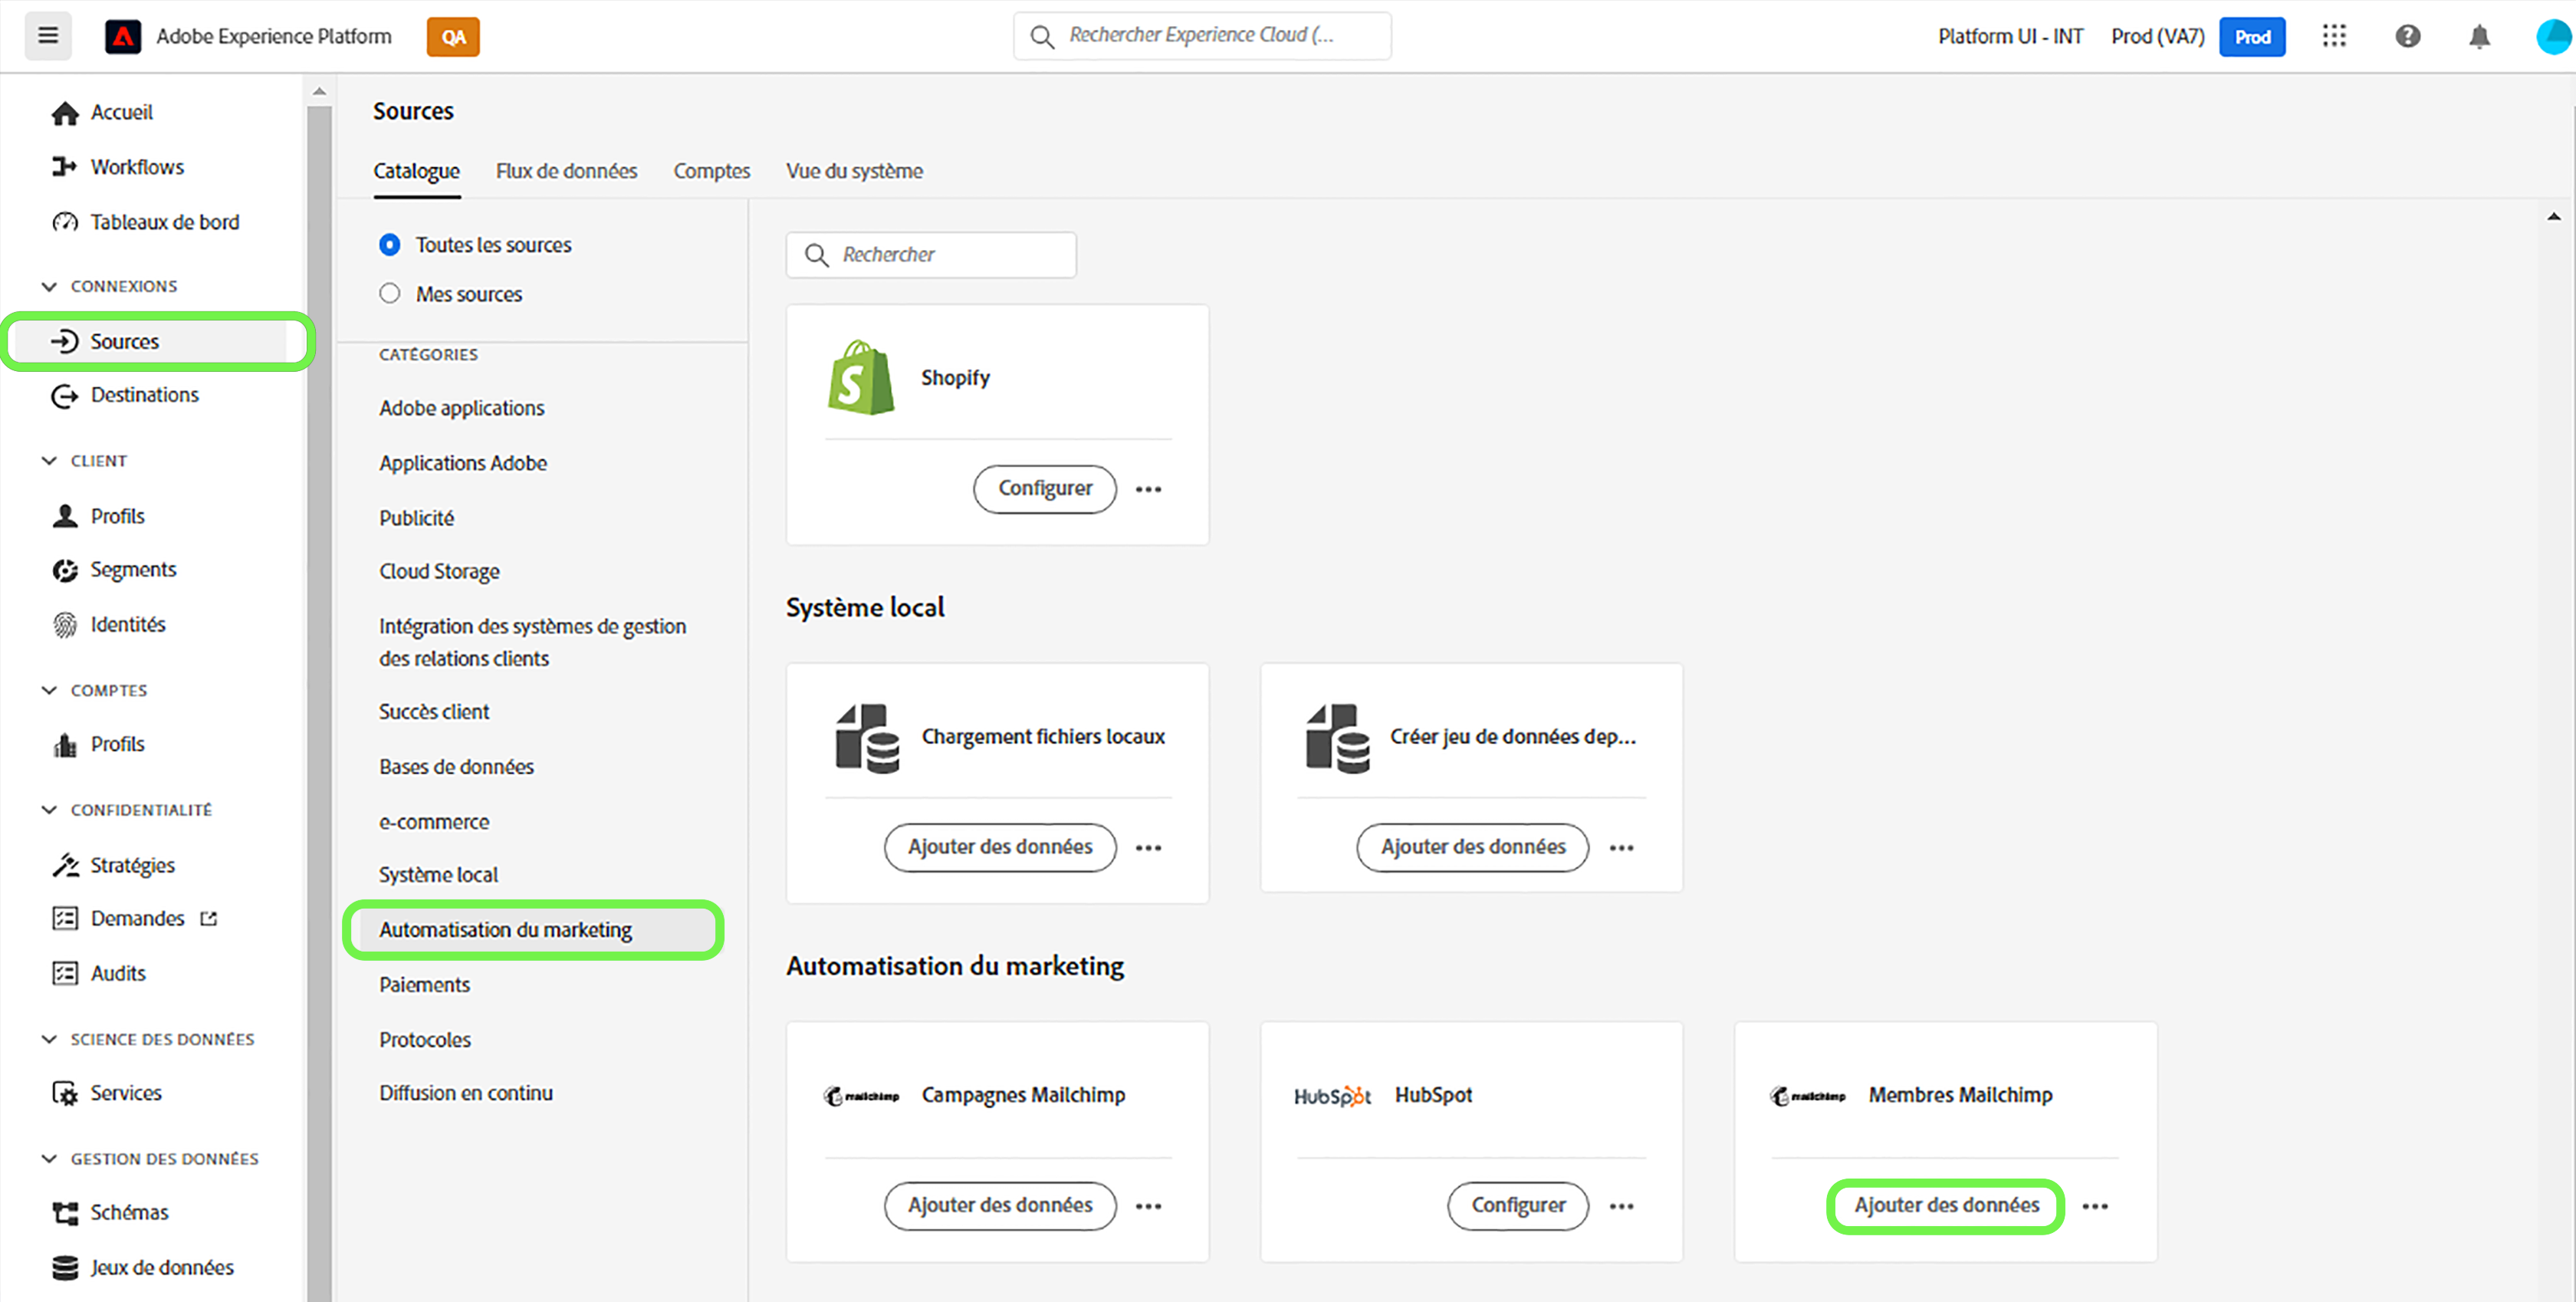 Adobe Experience Platform
QA
Rechercher Experience Cloud (...
Platform UI - INT
Prod (VA7)
Prod
Accueil
Workflows
Tableaux de bord
CONNEXIONS
Sources
Destinations
CLIENT
Profils
Segments
Identités
COMPTES
Profils
CONFIDENTIALITÉ
Stratégies
Demandes
Audits
SCIENCE DES DONNÉES
Services
GESTION DES DONNÉES
Schémas
Jeux de données
Sources
Catalogue
Flux de données
Comptes
Vue du système
Toutes les sources
Mes sources
CATÉGORIES
Adobe applications
Applications Adobe
Publicité
Cloud Storage
Intégration des systèmes de gestion
des relations clients
Succès client
Bases de données
e-commerce
Système local
Automatisation du marketing
Paiements
Protocoles
Diffusion en continu
Rechercher
Shopify
Configurer
Système local
Chargement fichiers locaux
Ajouter des données
Créer jeu de données dep...
Ajouter des données
Automatisation du marketing
mailchimp
Campagnes Mailchimp
Ajouter des données
HubSpot
HubSpot
Configurer
mailchimp
Membres Mailchimp
Ajouter des données